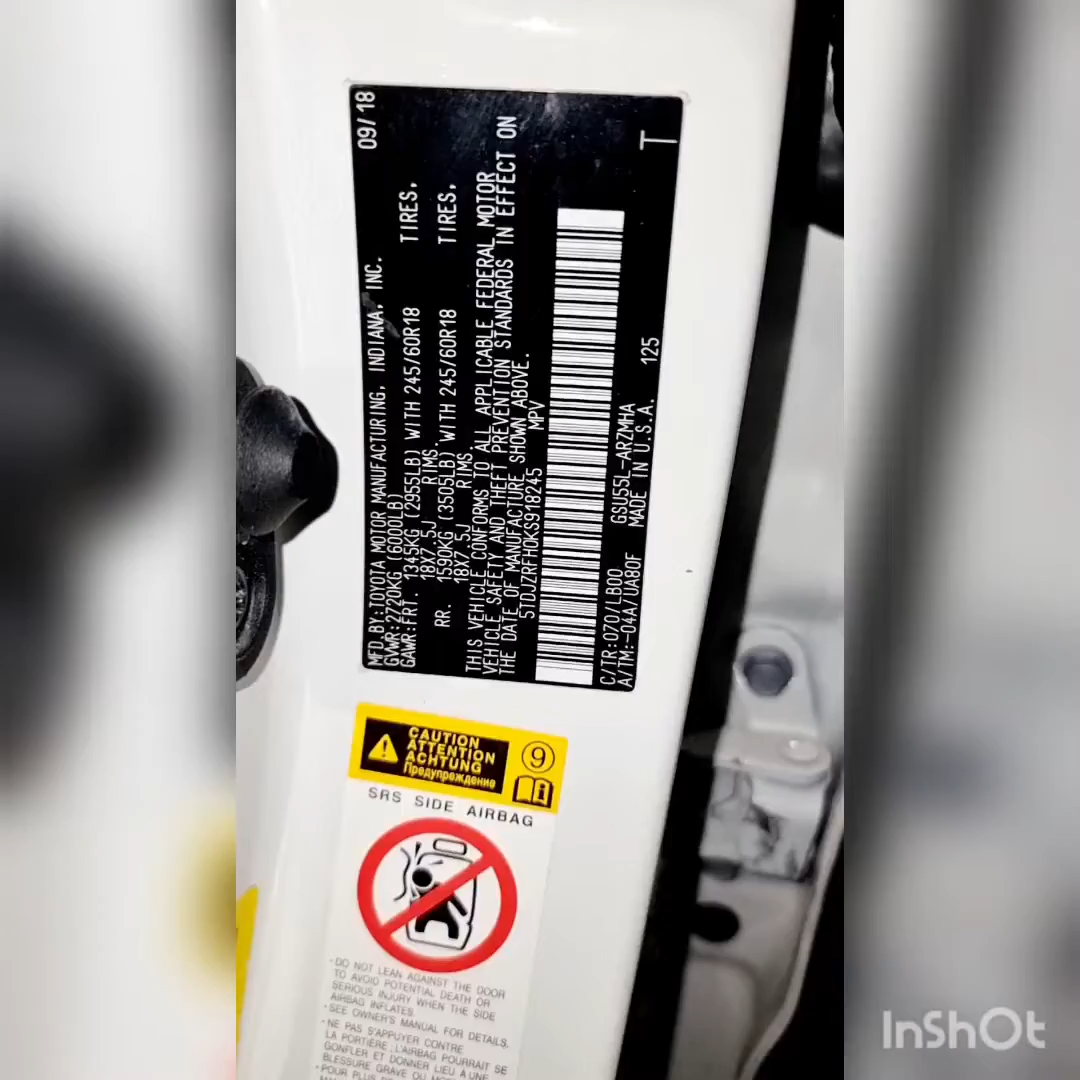 MFD.BY:TOYOTA MOTOR MANUFACTURING, INDIANA, INC. 09/18
GVWR:2720KG (6000LB)
GAWR:FRT. 1345KG (2955LB) WITH 245/60R18 TIRES,
18X7.5J RIMS.
RR. 1590KG (3505LB) WITH 245/60R18 TIRES,
18X7.5J RIMS.
THIS VEHICLE CONFORMS TO ALL APPLICABLE FEDERAL MOTOR
VEHICLE SAFETY AND THEFT PREVENTION STANDARDS IN EFFECT ON
THE DATE OF MANUFACTURE SHOWN ABOVE.
5TDJZRFH0KS918245 MPV
C/TR:070/LB00 GSU55L-ARZMHA
A/TM:-04A/UA80F MADE IN U.S.A. 125 T
CAUTION
ATTENTION
ACHTUNG
Предупреждение
9
i
SRS SIDE AIRBAG
·DO NOT LEAN AGAINST THE DOOR
TO AVOID POTENTIAL DEATH OR
SERIOUS INJURY WHEN THE SIDE
AIRBAG INFLATES.
·SEE OWNER'S MANUAL FOR DETAILS.
·NE PAS S'APPUYER CONTRE
LA PORTIÈRE ; L'AIRBAG POURRAIT SE
GONFLER ET DONNER LIEU À UNE
BLESSURE GRAVE OU
·POUR PLUS
InShOt